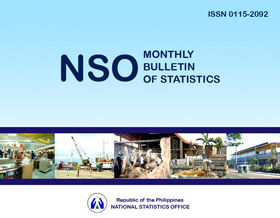 ISSN 0115-2092
NSO
MONTHLY
BULLETIN
OF STATISTICS
Republic of the Philippines
NATIONAL STATISTICS OFFICE